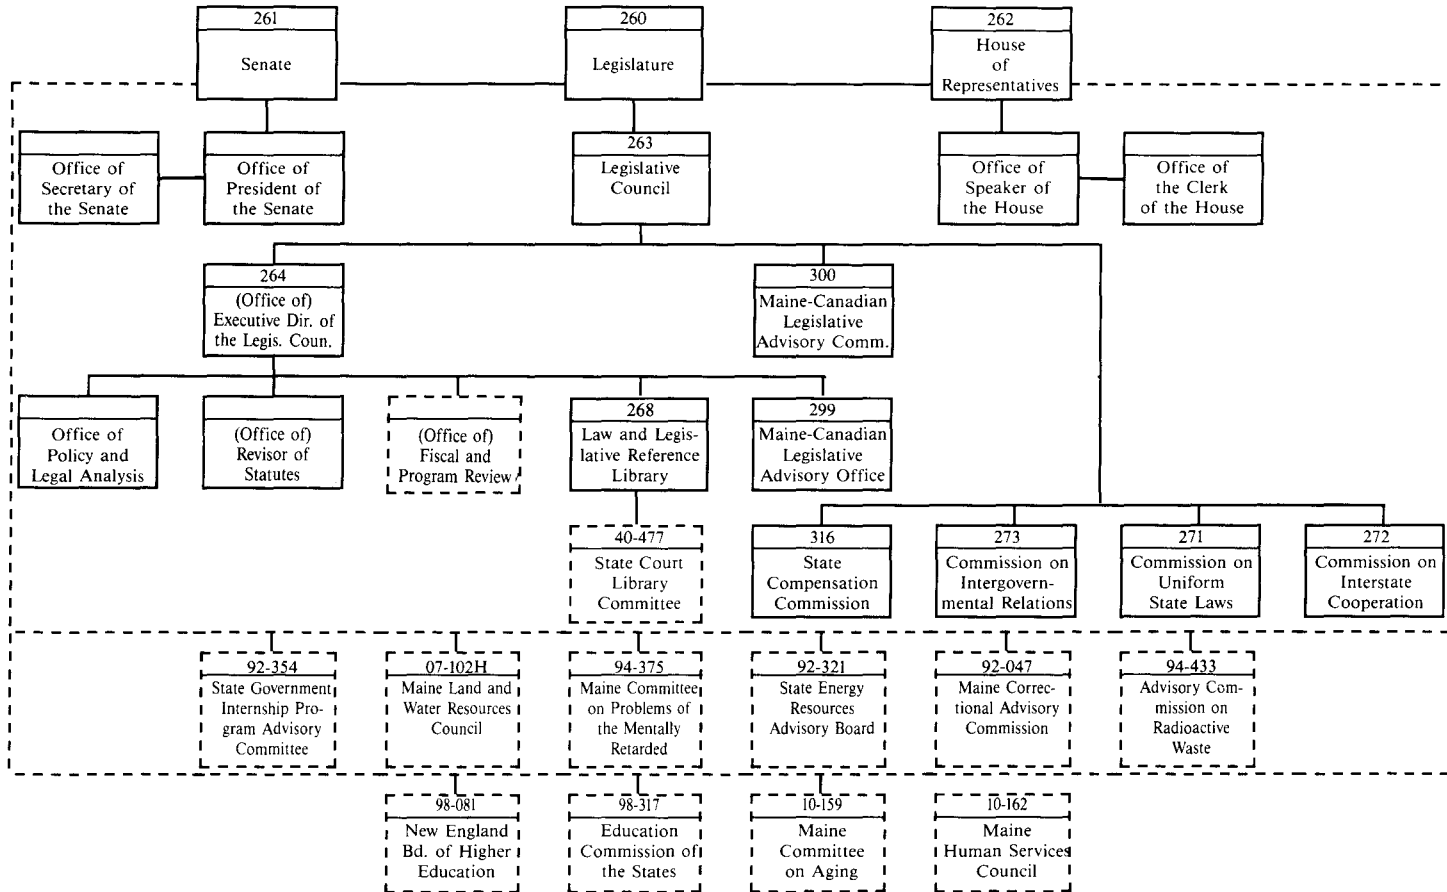 261
Senate
260
Legislature
262
House
of
Representatives
Office of
Secretary of
the Senate
Office of
President of
the Senate
263
Legislative
Council
Office of
Speaker of
the House
Office of
the Clerk
of the House
264
(Office of)
Executive Dir. of
the Legis. Coun.
300
Maine-Canadian
Legislative
Advisory Comm.
Office of
Policy and
Legal Analysis
(Office of)
Revisor of
Statutes
(Office of)
Fiscal and
Program Review
268
Law and Legis-
lative Reference
Library
299
Maine-Canadian
Legislative
Advisory Office
40-477
State Court
Library
Committee
316
State
Compensation
Commission
273
Commission on
Intergovern-
mental Relations
271
Commission on
Uniform
State Laws
272
Commission on
Interstate
Cooperation
92-354
State Government
Internship Pro-
gram Advisory
Committee
07-102H
Maine Land and
Water Resources
Council
94-375
Maine Committee
on Problems of
the Mentally
Retarded
92-321
State Energy
Resources
Advisory Board
92-047
Maine Correc-
tional Advisory
Commission
94-433
Advisory Com-
mission on
Radioactive
Waste
98-081
New England
Bd. of Higher
Education
98-317
Education
Commission of
the States
10-159
Maine
Committee
on Aging
10-162
Maine
Human Services
Council